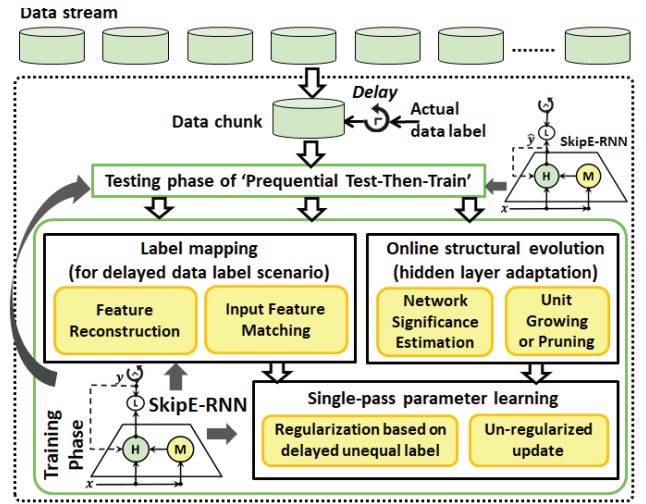 Data stream
Delay
Data chunk
Actual
data label
ŷ
L
SkipE-RNN
H
M
x
Testing phase of ‘Prequential Test-Then-Train’
Label mapping
(for delayed data label scenario)
Feature
Reconstruction
Input Feature
Matching
Online structural evolution
(hidden layer adaptation)
Network
Significance
Estimation
Unit
Growing
or Pruning
Training
Phase
y
L
SkipE-RNN
H
M
x
Single-pass parameter learning
Regularization based on
delayed unequal label
Un-regularized
update